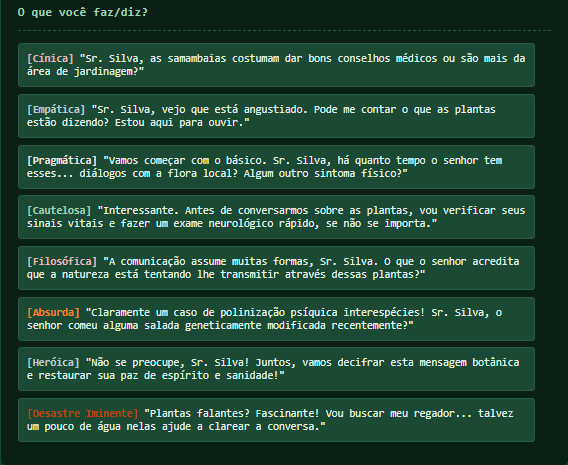 O que você faz/diz?
[Cínica] "Sr. Silva, as samambaias costumam dar bons conselhos médicos ou são mais da
área de jardinagem?"
[Empática] "Sr. Silva, vejo que está angustiado. Pode me contar o que as plantas
estão dizendo? Estou aqui para ouvir."
[Pragmática] "Vamos começar com o básico. Sr. Silva, há quanto tempo o senhor tem
esses... diálogos com a flora local? Algum outro sintoma físico?"
[Cautelosa] "Interessante. Antes de conversarmos sobre as plantas, vou verificar seus
sinais vitais e fazer um exame neurológico rápido, se não se importa."
[Filosófica] "A comunicação assume muitas formas, Sr. Silva. O que o senhor acredita
que a natureza está tentando lhe transmitir através dessas plantas?"
[Absurda] "Claramente um caso de polinização psíquica interespécies! Sr. Silva, o
senhor comeu alguma salada geneticamente modificada recentemente?"
[Heróica] "Não se preocupe, Sr. Silva! Juntos, vamos decifrar esta mensagem botânica
e restaurar sua paz de espírito e sanidade!"
[Desastre Iminente] "Plantas falantes? Fascinante! Vou buscar meu regador... talvez
um pouco de água nelas ajude a clarear a conversa."